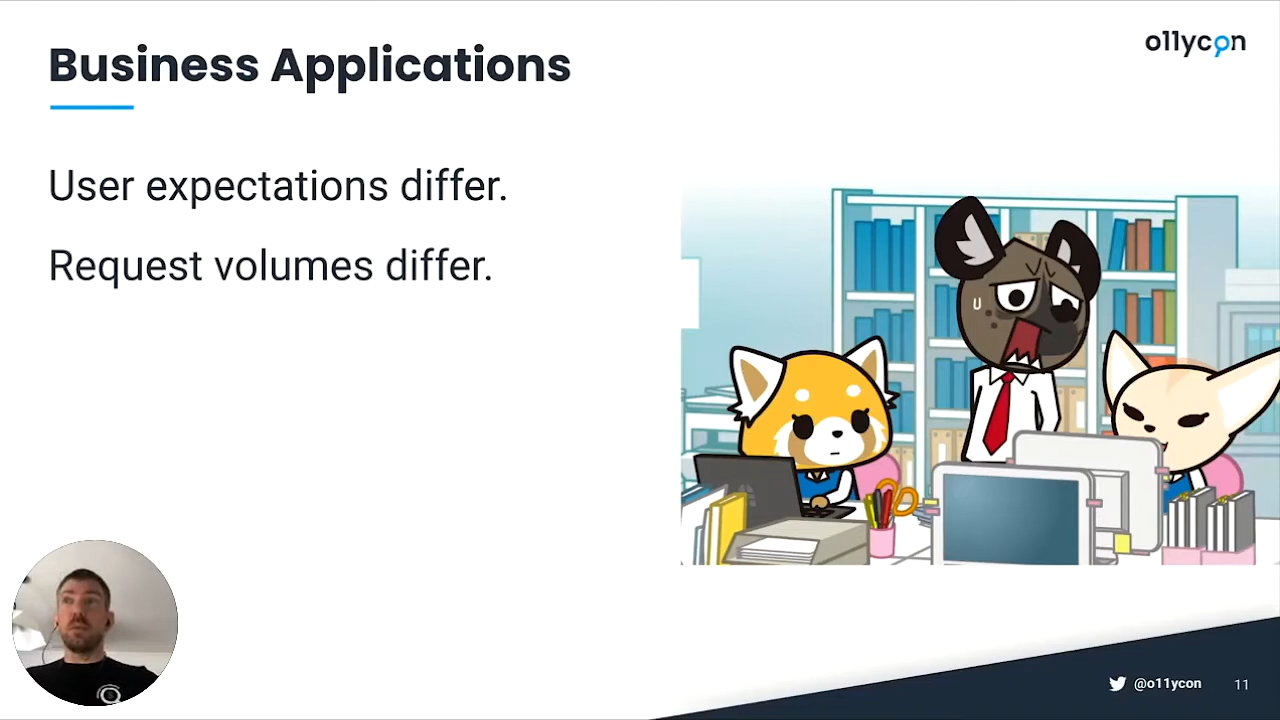 Business Applications
o11ycon
User expectations differ.
Request volumes differ.
@o11ycon
11